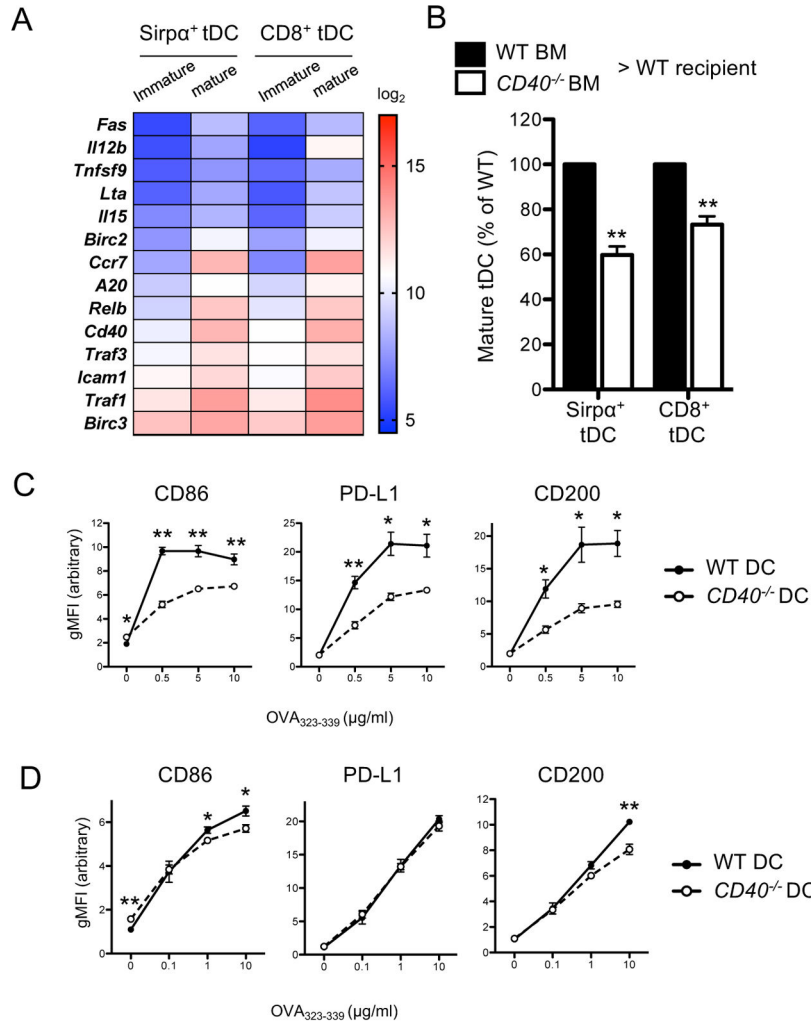 A
Sirpα+ tDC CD8+ tDC
Immature mature Immature mature
log2
Fas
Il12b
Tnfsf9
Lta
Il15
Birc2
Ccr7
A20
Relb
Cd40
Traf3
Icam1
Traf1
Birc3
15
10
5
B
WT BM
CD40-/- BM
> WT recipient
Mature tDC (% of WT)
120
100
80
60
40
20
0
** **
Sirpα+ tDC
CD8+ tDC
C
CD86 PD-L1 CD200
gMFI (arbitrary)
12
10
8
6
4
2
0
* ** ** **
0 0.5 5 10
25
20
15
10
5
0
** * *
0 0.5 5 10
20
15
10
5
0
* * *
0 0.5 5 10
WT DC
CD40-/- DC
OVA323-339 (µg/ml)
D
CD86 PD-L1 CD200
gMFI (arbitrary)
6
4
2
0
** * *
0 0.1 1 10
20
15
10
5
0
0 0.1 1 10
12
10
8
6
4
2
0
**
0 0.1 1 10
WT DC
CD40-/- DC
OVA323-339 (µg/ml)